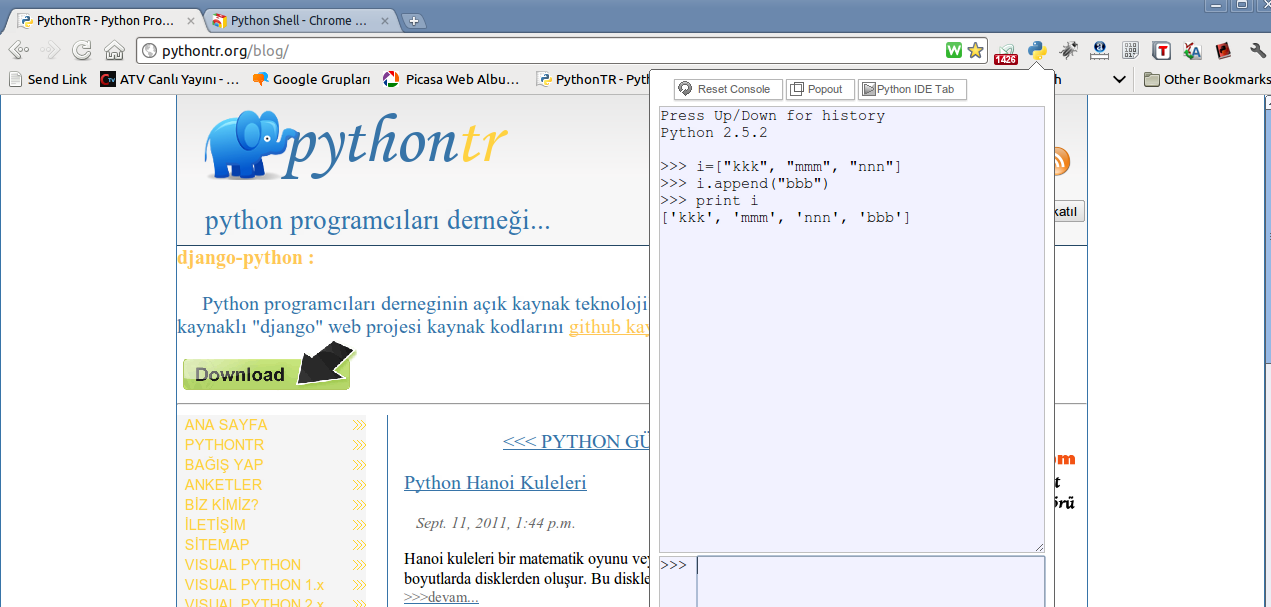 PythonTR - Python Pro...
Python Shell - Chrome ...
pythontr.org/blog/
1426
Send Link
ATV Canlı Yayını - ...
Google Grupları
Picasa Web Albu...
PythonTR - Pyt
Other Bookmarks
pythontr
python programcıları derneği...
katıl
django-python :
Python programcıları derneginin açık kaynak teknoloji
kaynaklı "django" web projesi kaynak kodlarını github kay
Download
ANA SAYFA
PYTHONTR
BAĞIŞ YAP
ANKETLER
BİZ KİMİZ?
İLETİŞİM
SİTEMAP
VISUAL PYTHON
VISUAL PYTHON 1.x
VISUAL PYTHON 2.x
<<< PYTHON GÜ
Python Hanoi Kuleleri
Sept. 11, 2011, 1:44 p.m.
Hanoi kuleleri bir matematik oyunu vey
boyutlarda disklerden oluşur. Bu diskle
>>>devam...
Reset Console
Popout
Python IDE Tab
Press Up/Down for history
Python 2.5.2
>>> i=["kkk", "mmm", "nnn"]
>>> i.append("bbb")
>>> print i
['kkk', 'mmm', 'nnn', 'bbb']
>>>